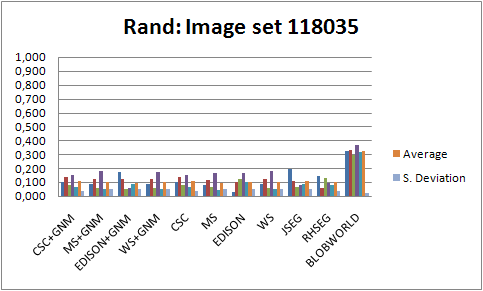 Rand: Image set 118035
1,000
0,900
0,800
0,700
0,600
0,500
0,400
0,300
0,200
0,100
0,000
Average
S. Deviation
CSC+GNM
MS+GNM
EDISON+GNM
WS+GNM
CSC
MS
EDISON
WS
JSEG
RHSEG
BLOBWORLD